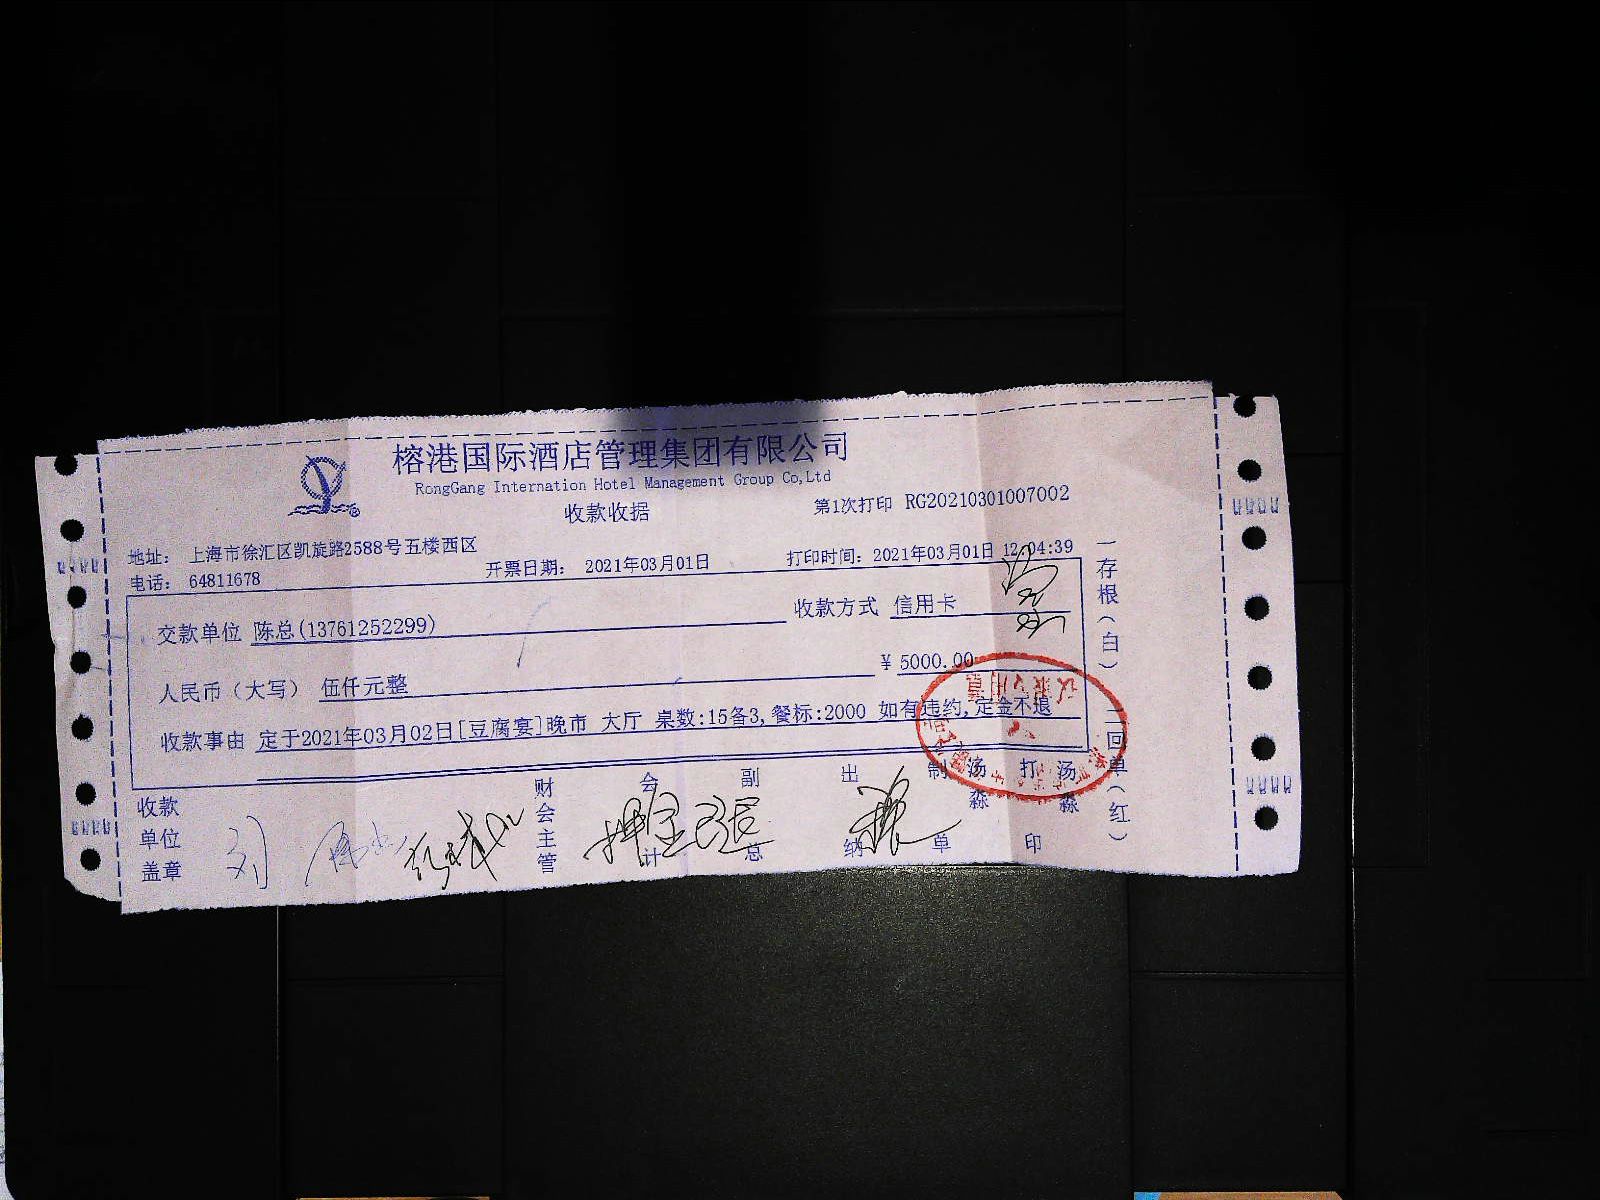 榕港国际酒店管理集团有限公司
RongGang Internation Hotel Management Group Co,Ltd
收款收据
第1次打印 RG20210301007002
地址： 上海市徐汇区凯旋路2588号五楼西区
电话： 64811678
开票日期： 2021年03月01日
打印时间：2021年03月01日 12:04:39
交款单位 陈总(13761252299)
收款方式 信用卡
人民币（大写） 伍仟元整
¥ 5000.00
收款事由 定于2021年03月02日[豆腐宴]晚市 大厅 桌数:15备3,餐标:2000 如有违约,定金不退
收款单位盖章
财会主管
会计
副总
出纳
制单
汤淼
打印
汤淼
一存根（白）
二回单（红）